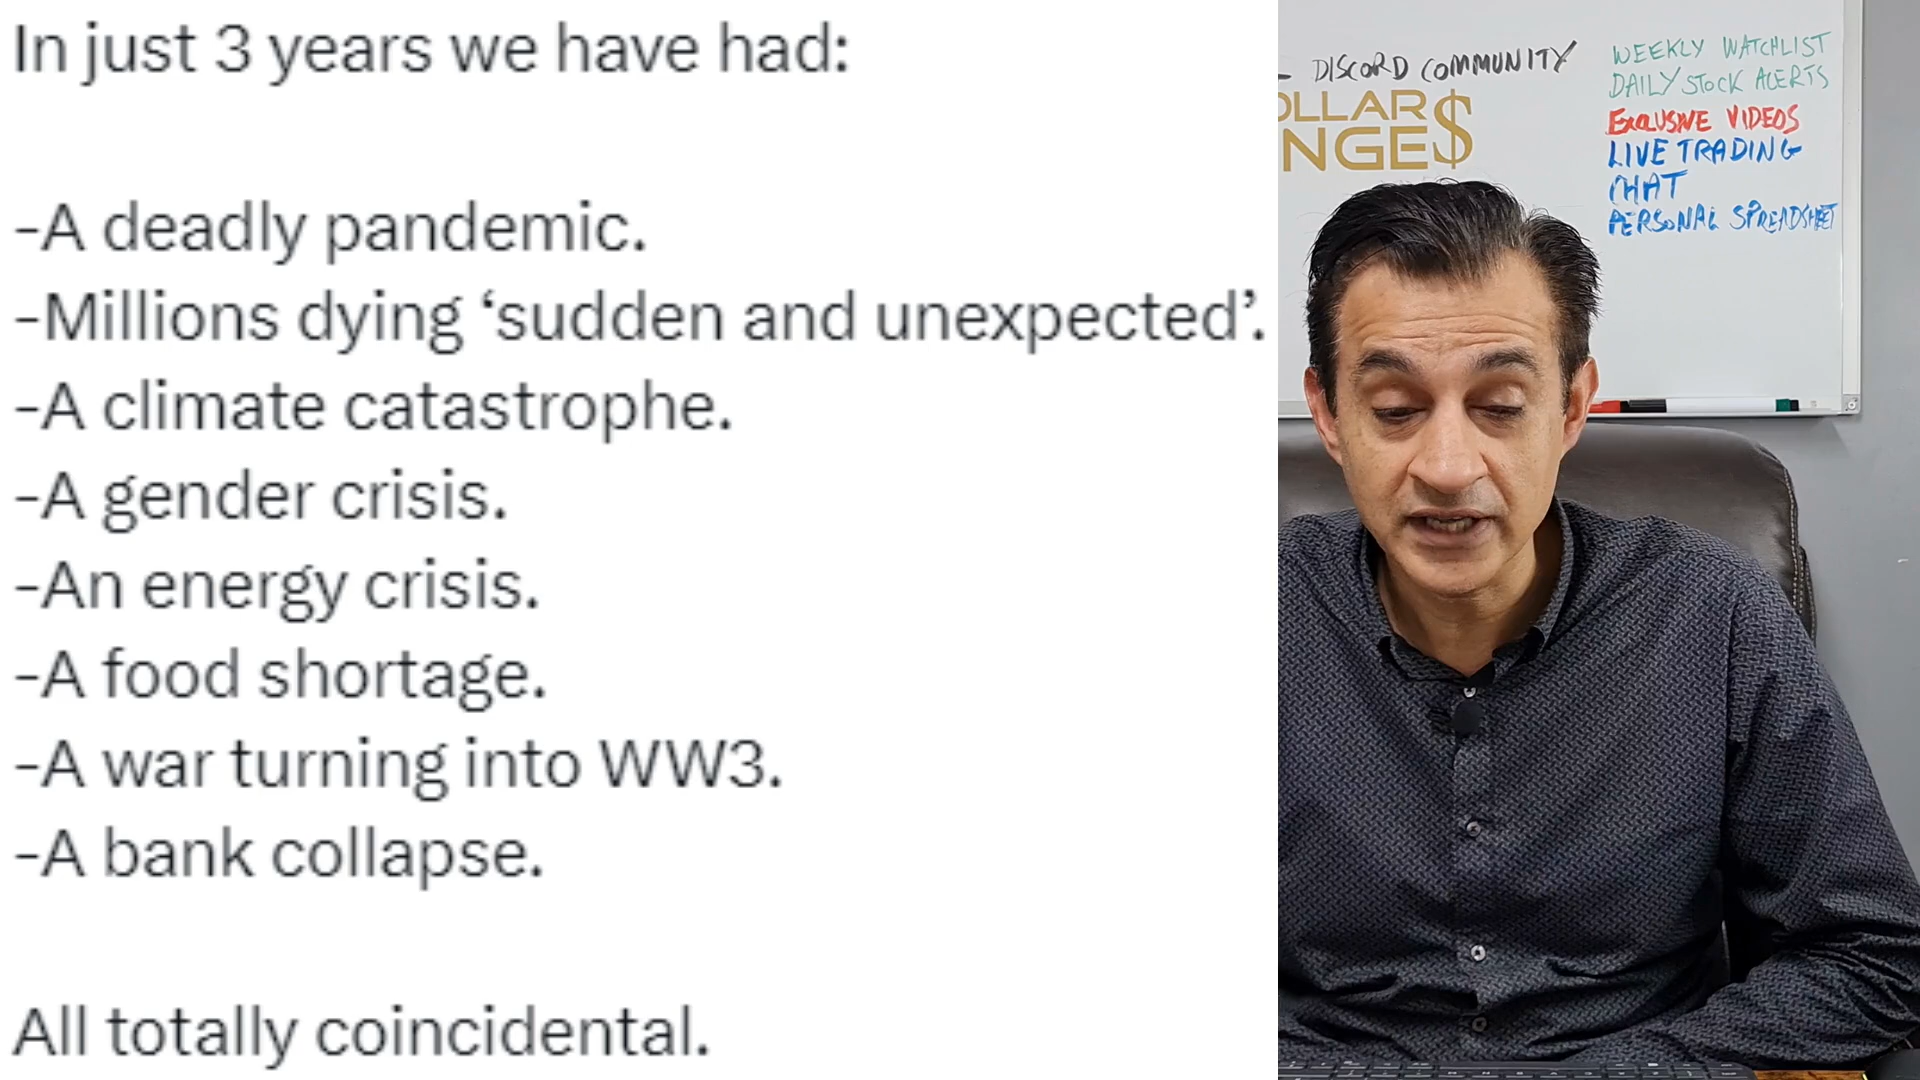 In just 3 years we have had:
-A deadly pandemic.
-Millions dying ‘sudden and unexpected’.
-A climate catastrophe.
-A gender crisis.
-An energy crisis.
-A food shortage.
-A war turning into WW3.
-A bank collapse.
All totally coincidental.
DISCORD COMMUNITY
OLLAR
NGE$
WEEKLY WATCHLIST
DAILY STOCK ALERTS
EXCLUSIVE VIDEOS
LIVE TRADING
CHAT
PERSONAL SPREADSHEET